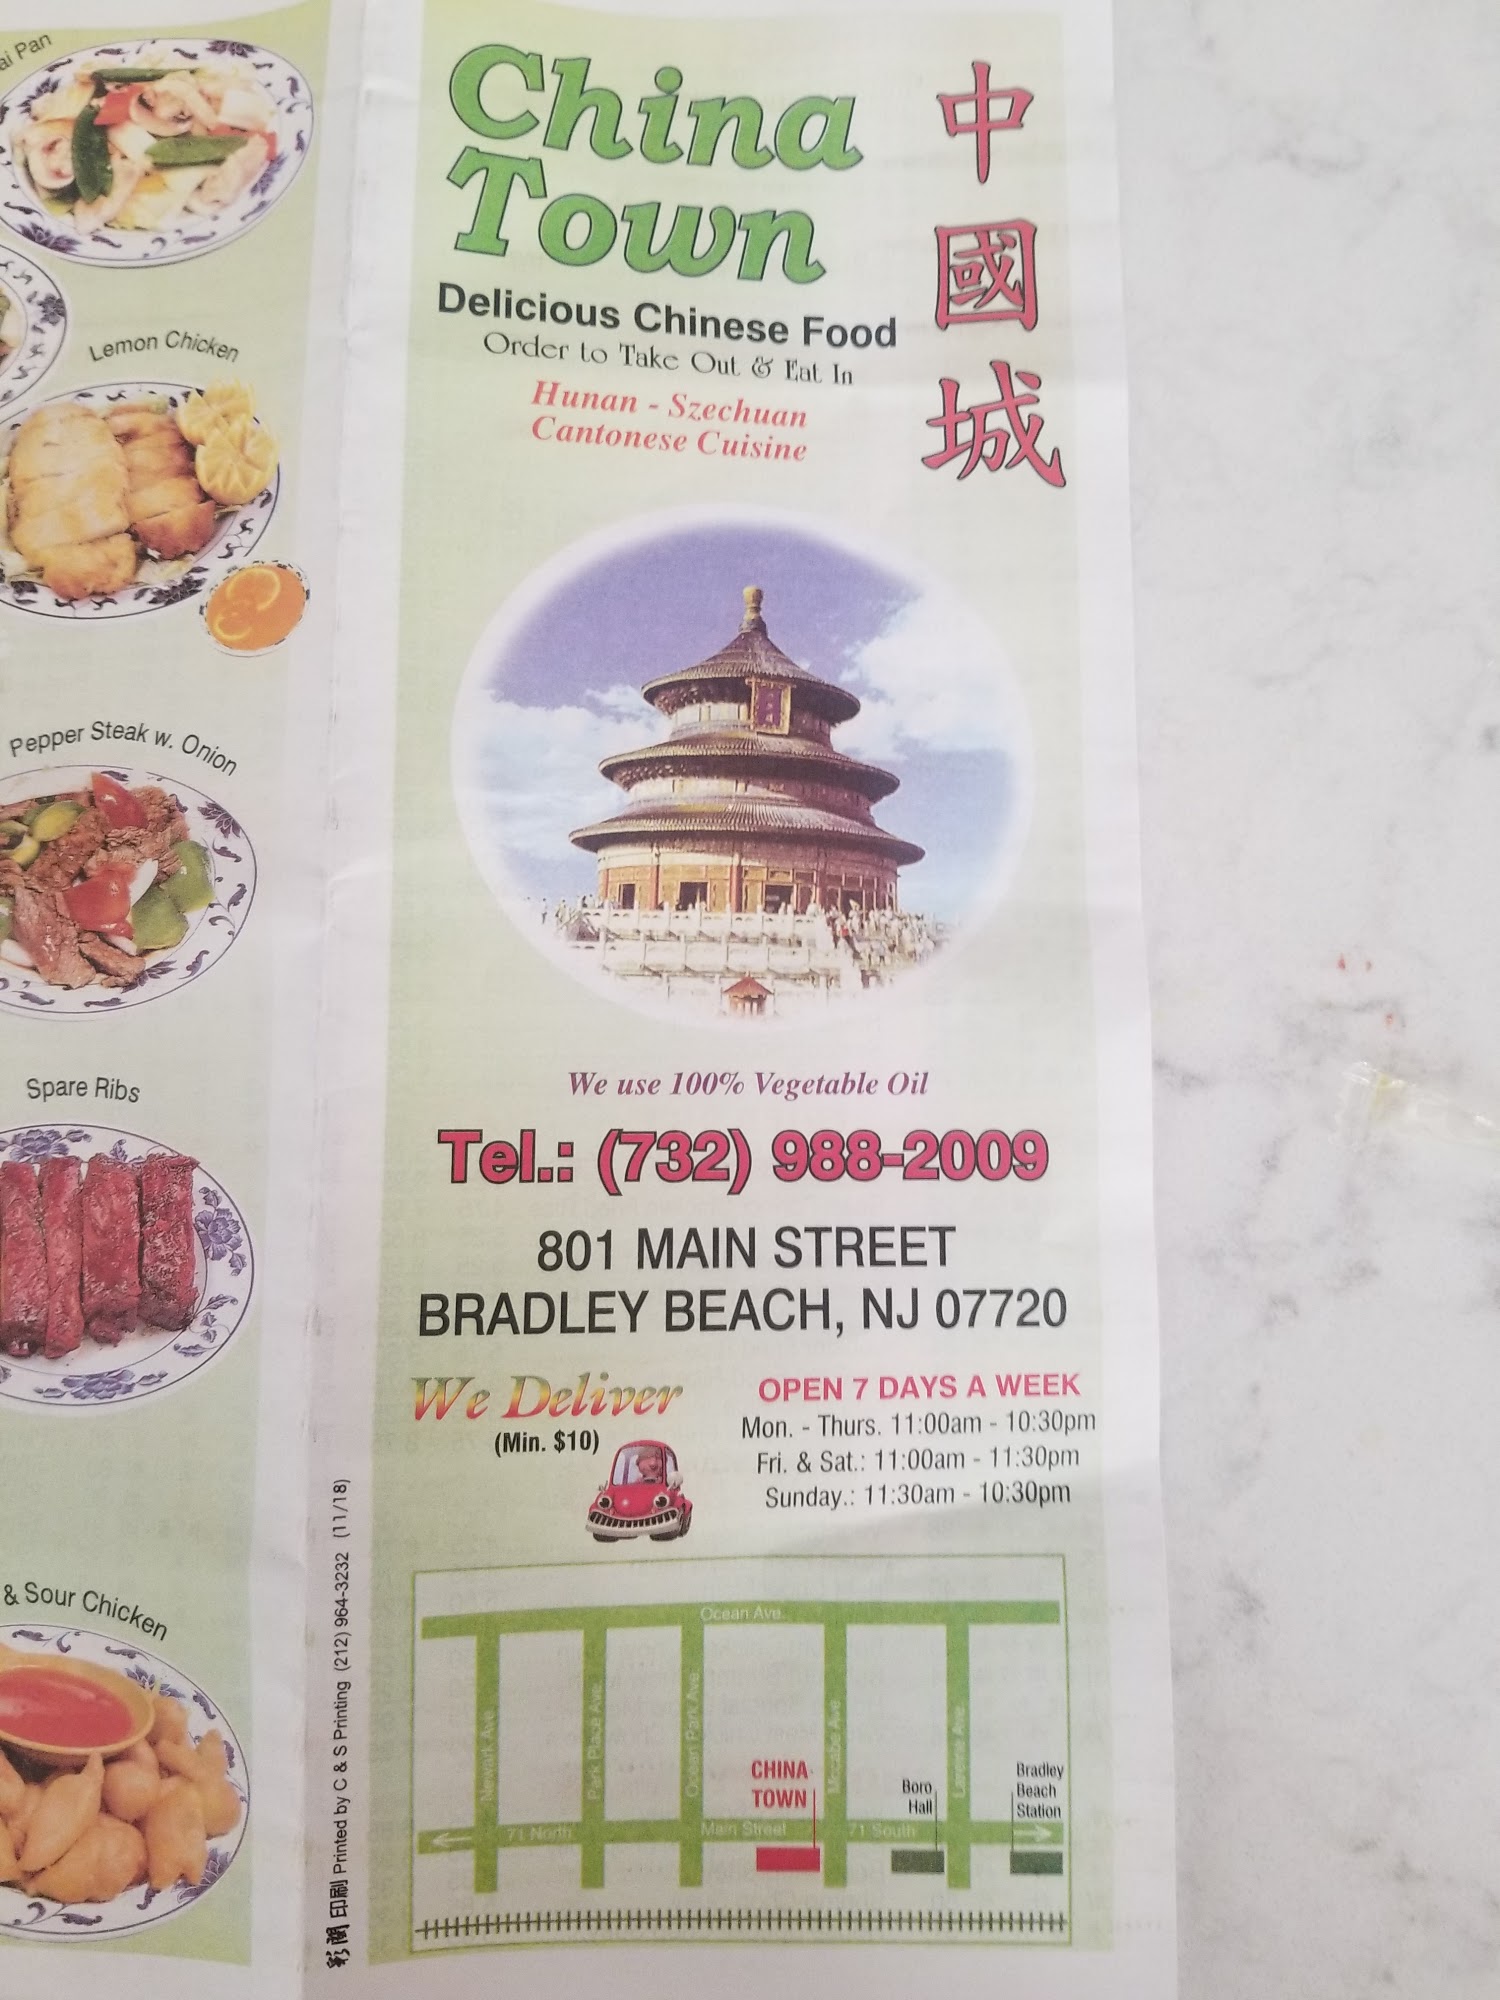 ai Pan
Lemon Chicken
Pepper Steak w. Onion
Spare Ribs
& Sour Chicken
China
Town
中國城
Delicious Chinese Food
Order to Take Out & Eat In
Hunan - Szechuan
Cantonese Cuisine
We use 100% Vegetable Oil
Tel.: (732) 988-2009
801 MAIN STREET
BRADLEY BEACH, NJ 07720
We Deliver
(Min. $10)
OPEN 7 DAYS A WEEK
Mon. - Thurs. 11:00am - 10:30pm
Fri. & Sat.: 11:00am - 11:30pm
Sunday.: 11:30am - 10:30pm
Ocean Ave.
Newark Ave.
Park Place Ave.
Ocean Park Ave.
Mccabe Ave.
Lareine Ave.
CHINA
TOWN
Boro
Hall
Bradley
Beach
Station
71 North
Main Street
71 South
印刷 Printed by C & S Printing (212) 964-3232 (11/18)